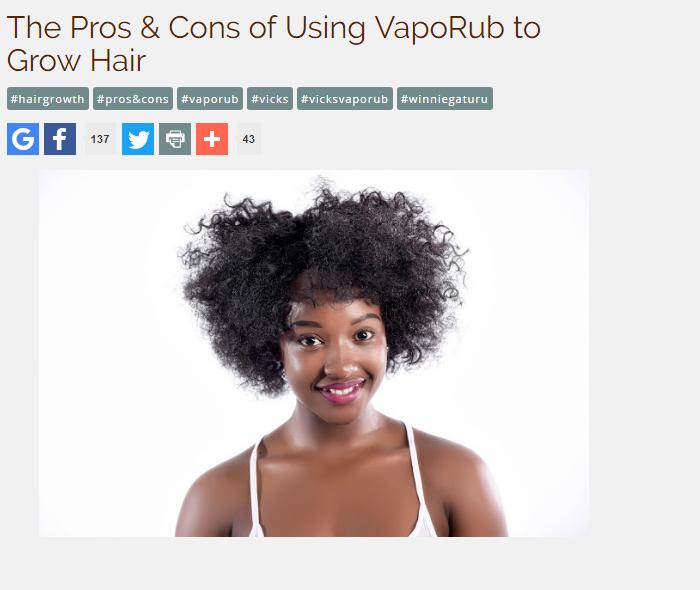 The Pros & Cons of Using VapoRub to
Grow Hair
#hairgrowth #pros&cons #vaporub #vicks #vicksvaporub #winniegaturu
G f 137 43